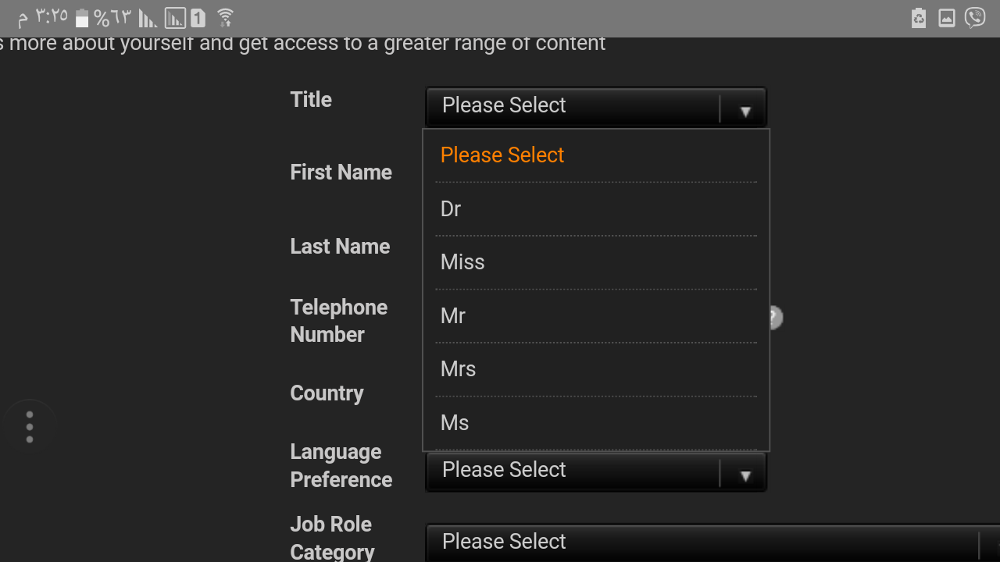 م ٣:٢٥ %٦٣ 1
s more about yourself and get access to a greater range of content
Title
Please Select
Please Select
First Name
Dr
Last Name
Miss
Telephone
Number
Mr
?
Mrs
Country
Ms
Language
Preference
Please Select
Job Role
Category
Please Select